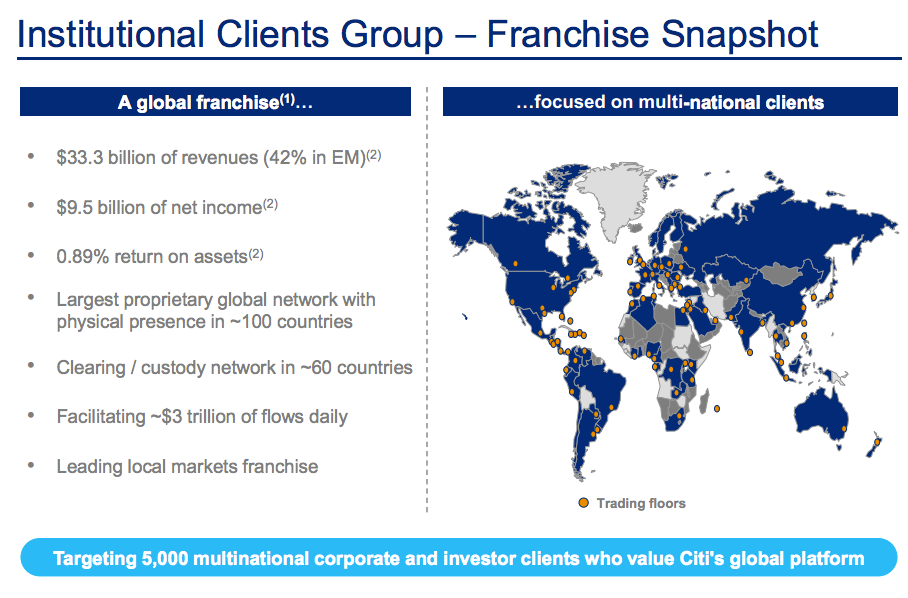 Institutional Clients Group – Franchise Snapshot
A global franchise(1)…
• $33.3 billion of revenues (42% in EM)(2)
• $9.5 billion of net income(2)
• 0.89% return on assets(2)
• Largest proprietary global network with
physical presence in ~100 countries
• Clearing / custody network in ~60 countries
• Facilitating ~$3 trillion of flows daily
• Leading local markets franchise
…focused on multi-national clients
Trading floors
Targeting 5,000 multinational corporate and investor clients who value Citi's global platform